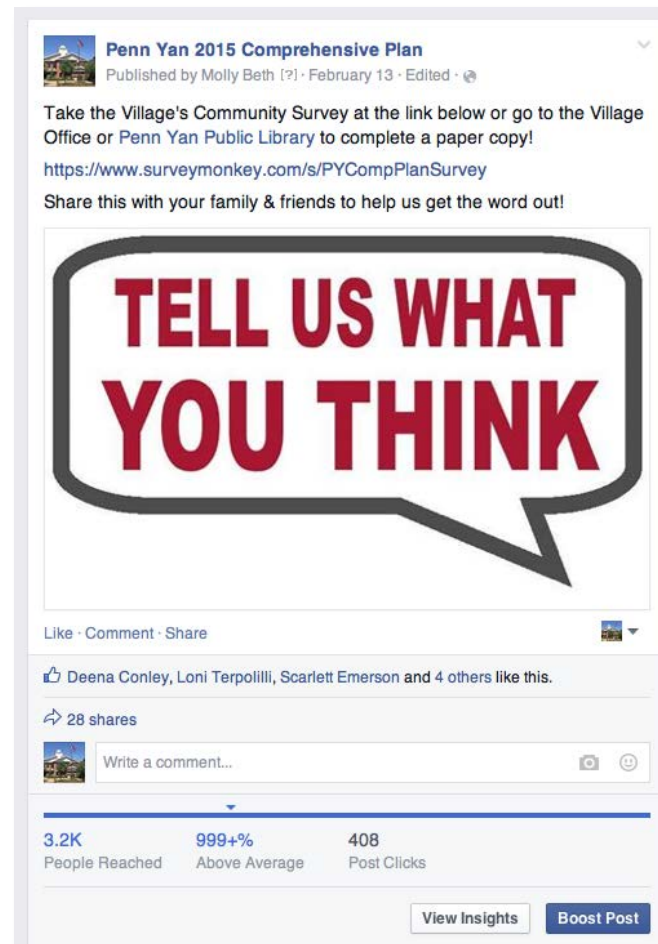 Penn Yan 2015 Comprehensive Plan
Published by Molly Beth [?] · February 13 · Edited ·
Take the Village's Community Survey at the link below or go to the Village
Office or Penn Yan Public Library to complete a paper copy!
https://www.surveymonkey.com/s/PYCompPlanSurvey
Share this with your family & friends to help us get the word out!
TELL US WHAT
YOU THINK
Like · Comment · Share
Deena Conley, Loni Terpolilli, Scarlett Emerson and 4 others like this.
28 shares
Write a comment...
3.2K 999+% 408
People Reached Above Average Post Clicks
View Insights Boost Post